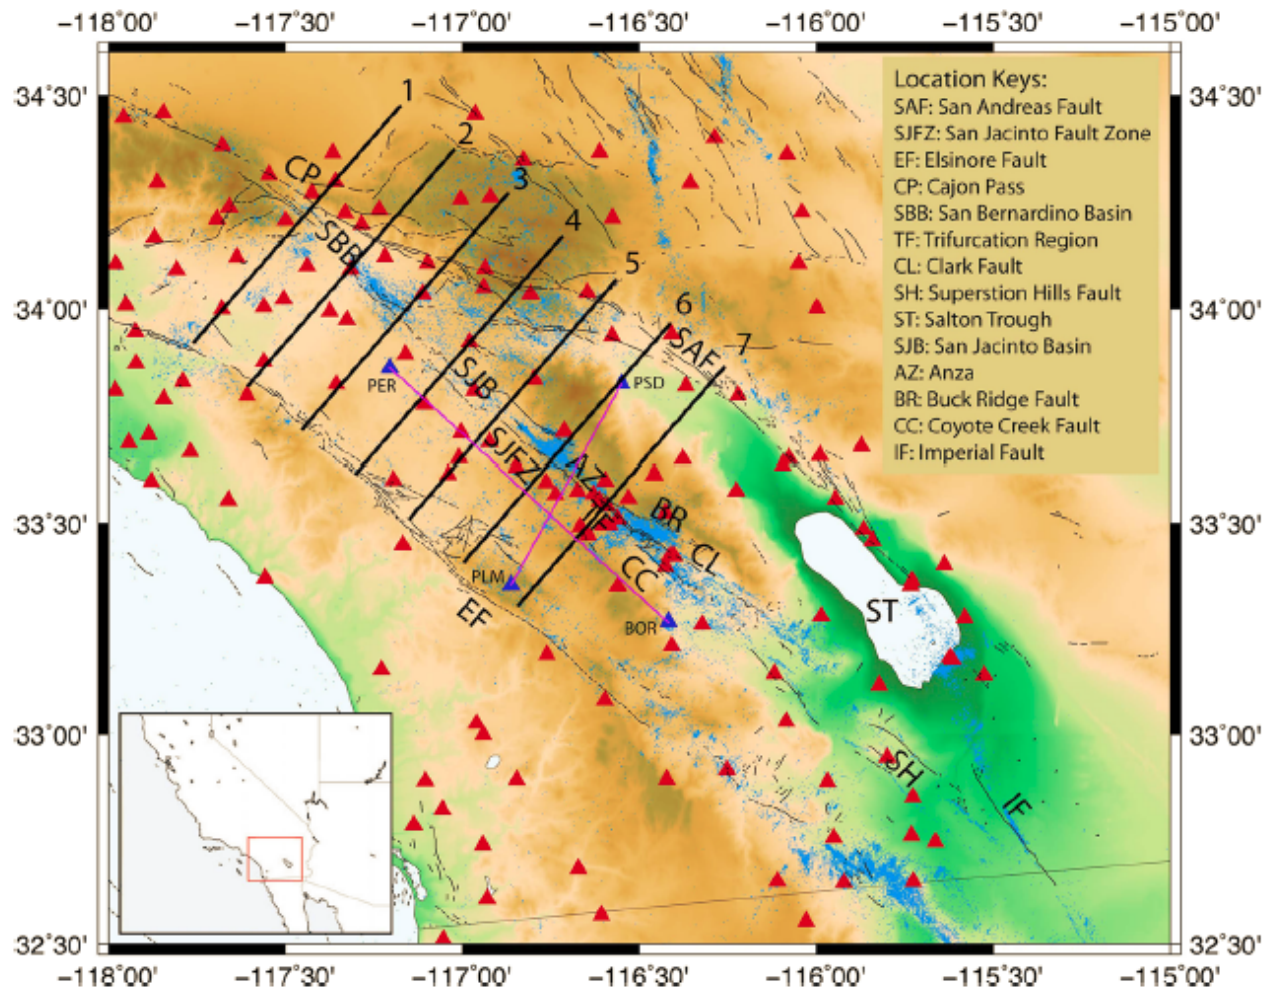 -118°00' -117°30' -117°00' -116°30' -116°00' -115°30' -115°00'
34°30'
34°00'
33°30'
33°00'
32°30'
34°30'
34°00'
33°30'
33°00'
32°30'
Location Keys:
SAF: San Andreas Fault
SJFZ: San Jacinto Fault Zone
EF: Elsinore Fault
CP: Cajon Pass
SBB: San Bernardino Basin
TF: Trifurcation Region
CL: Clark Fault
SH: Superstion Hills Fault
ST: Salton Trough
SJB: San Jacinto Basin
AZ: Anza
BR: Buck Ridge Fault
CC: Coyote Creek Fault
IF: Imperial Fault
1
2
3
4
5
6
7
CP
SBB
SAF
PER
PSD
SJB
SJFZ
AZ
TF
BR
CL
CC
PLM
BOR
EF
ST
SH
IF
-118°00' -117°30' -117°00' -116°30' -116°00' -115°30' -115°00'